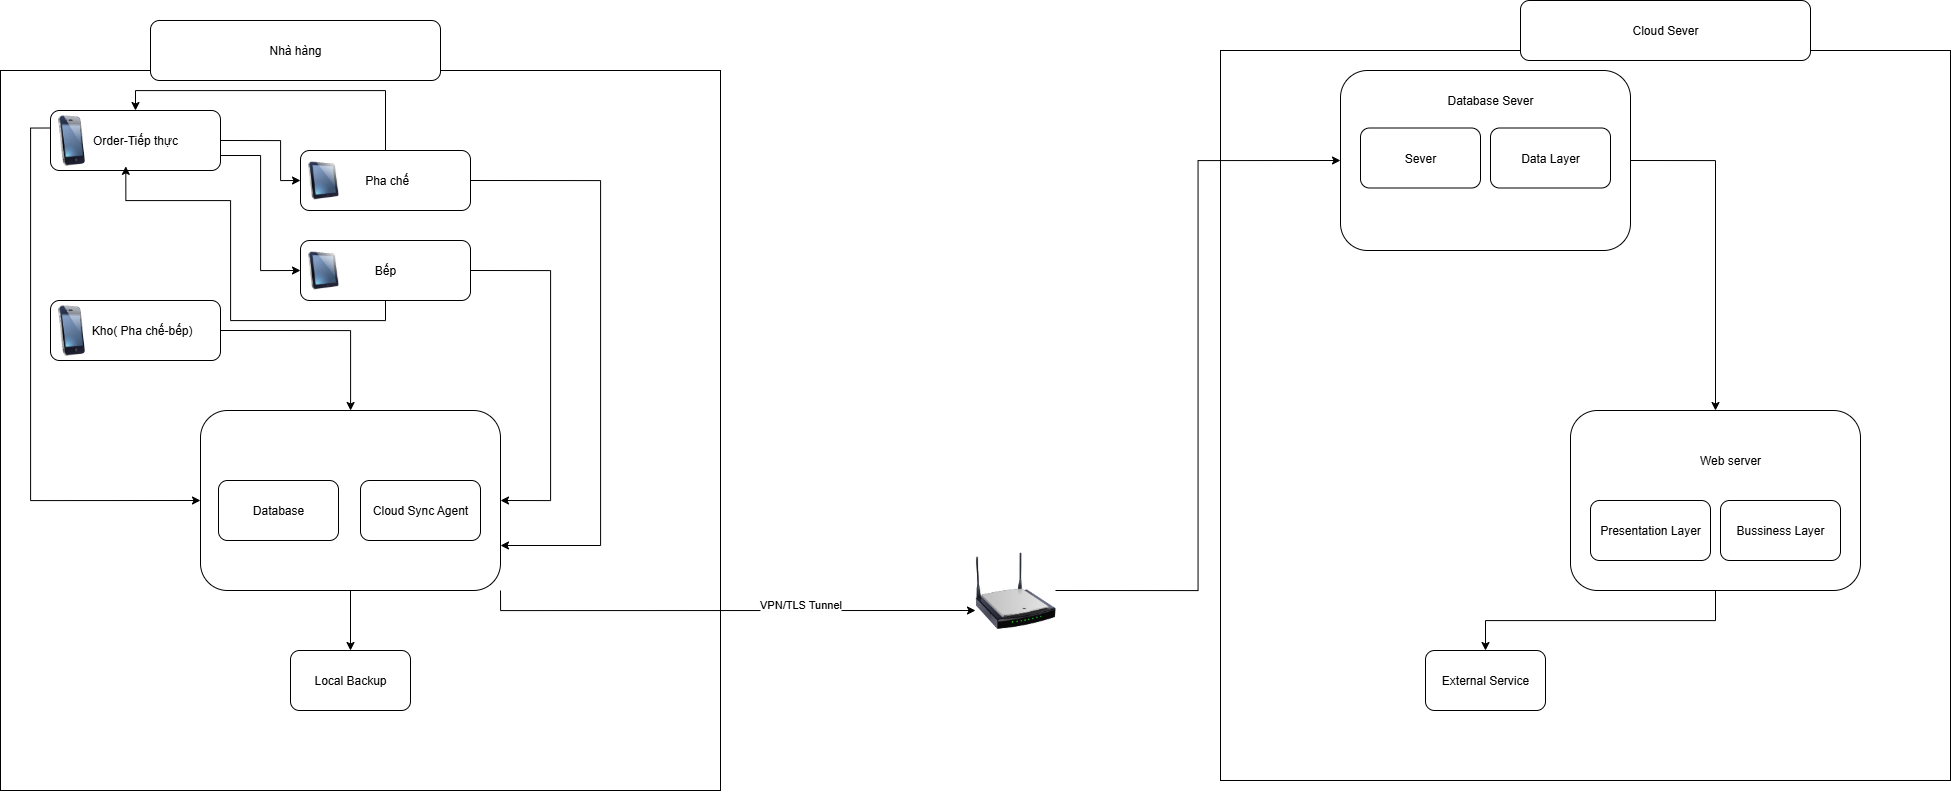 Nhà hàng
Order-Tiếp thực
Pha chế
Bếp
Kho( Pha chế-bếp)
Database
Cloud Sync Agent
Local Backup
VPN/TLS Tunnel
Cloud Sever
Database Sever
Sever
Data Layer
Web server
Presentation Layer
Bussiness Layer
External Service